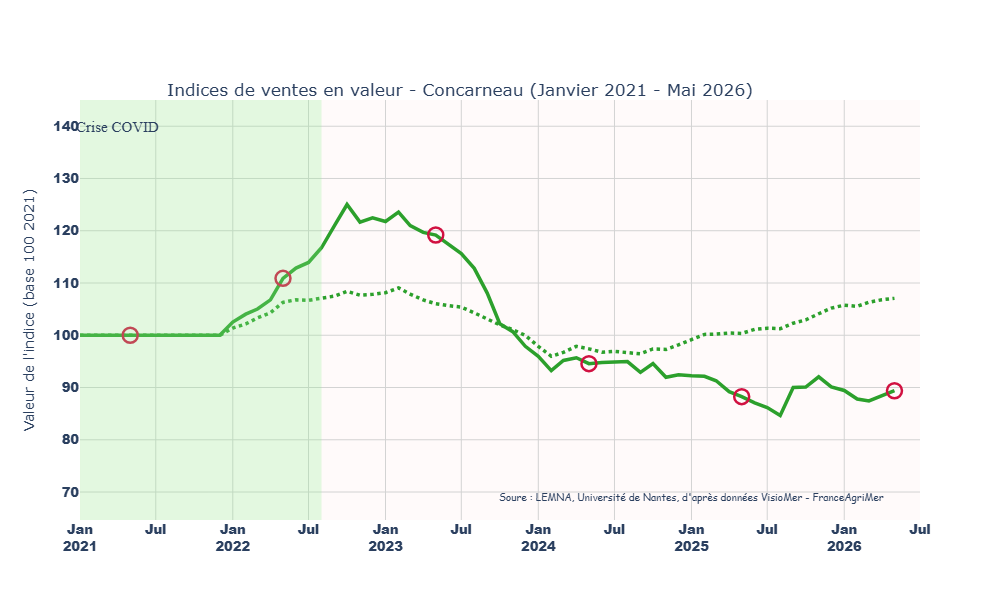 Indices de ventes en valeur - Concarneau (Janvier 2021 - Mai 2026)
Crise COVID
Valeur de l'indice (base 100 2021)
140
130
120
110
100
90
80
70
Soure : LEMNA, Université de Nantes, d'après données VisioMer - FranceAgriMer
Jan Jul Jan Jul Jan Jul Jan Jul Jan Jul Jan Jul
2021 2022 2023 2024 2025 2026